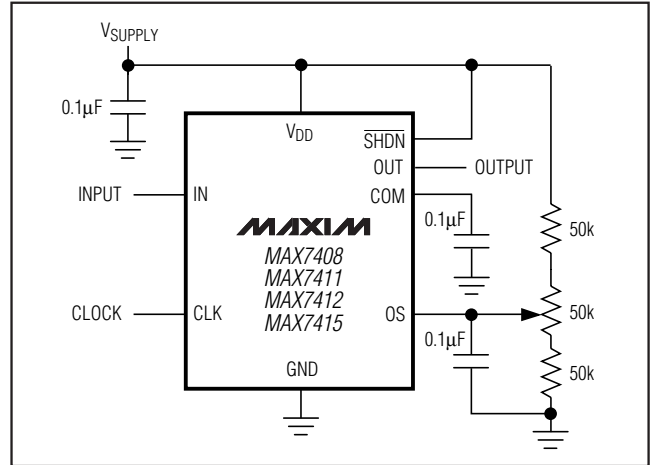 VSUPPLY
0.1µF
VDD
SHDN
OUT
OUTPUT
INPUT
IN
COM
MAXIM
0.1µF
50k
MAX7408
MAX7411
MAX7412
MAX7415
CLOCK
CLK
OS
50k
0.1µF
GND
50k